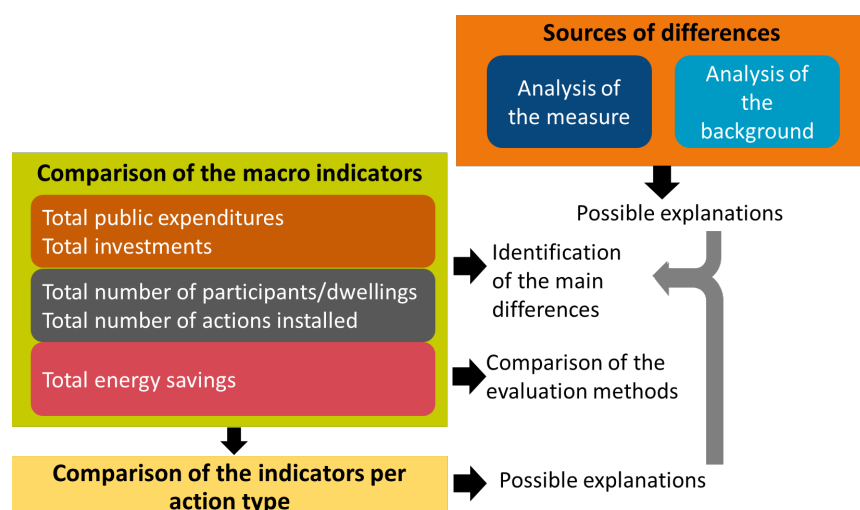 Sources of differences
Analysis of
the measure
Analysis of
the
background
Comparison of the macro indicators
Total public expenditures
Total investments
Total number of participants/dwellings
Total number of actions installed
Total energy savings
Possible explanations
Identification
of the main
differences
Comparison of the
evaluation methods
Comparison of the indicators per
action type
Possible explanations